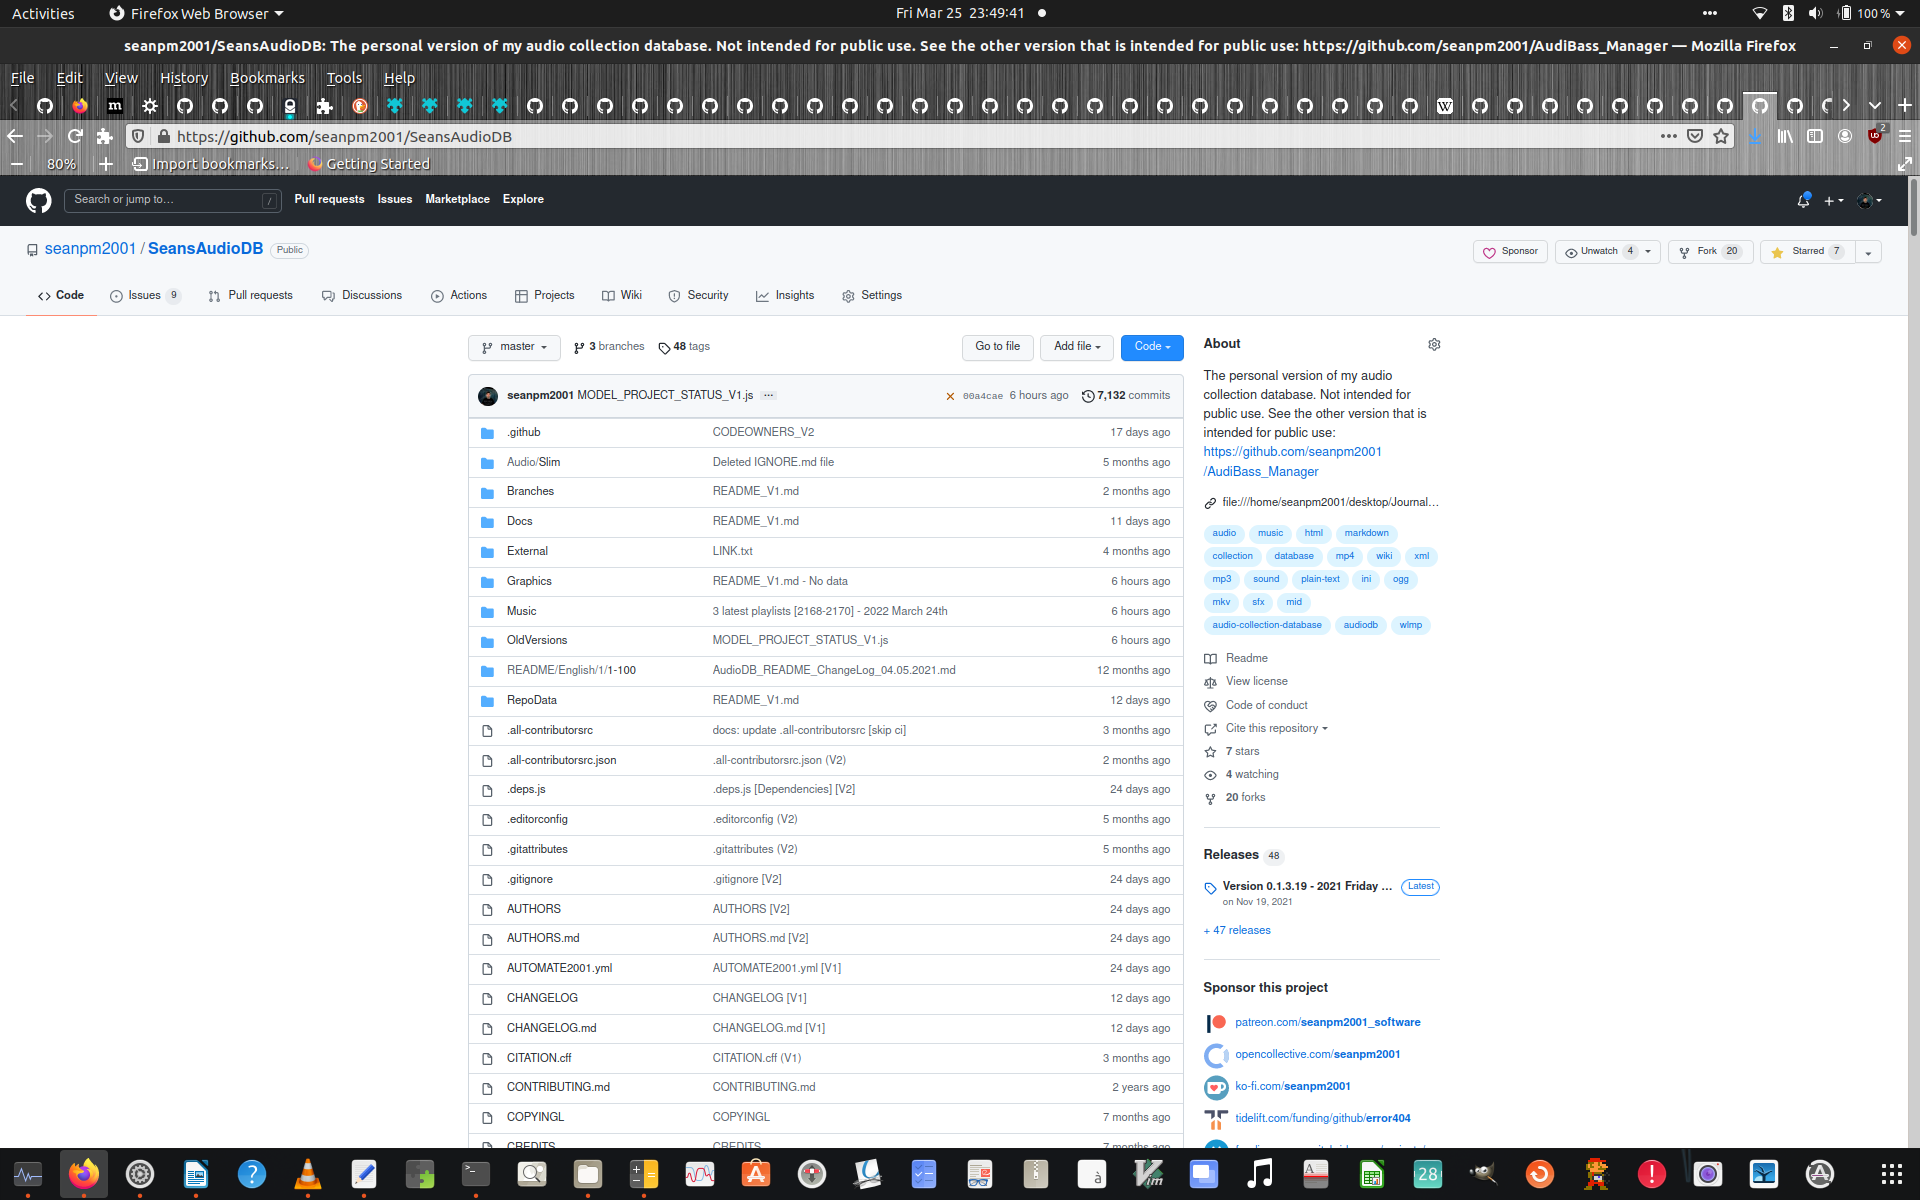 Activities
Firefox Web Browser
Fri Mar 25 23:49:41
100 %
seanpm2001/SeansAudioDB: The personal version of my audio collection database. Not intended for public use. See the other version that is intended for public use: https://github.com/seanpm2001/AudiBass_Manager — Mozilla Firefox
File Edit View History Bookmarks Tools Help
https://github.com/seanpm2001/SeansAudioDB
2
80%
Import bookmarks...
Getting Started
Search or jump to...
/
Pull requests Issues Marketplace Explore
seanpm2001 / SeansAudioDB Public
Sponsor
Unwatch 4
Fork 20
Starred 7
Code
Issues 9
Pull requests
Discussions
Actions
Projects
Wiki
Security
Insights
Settings
master
3 branches
48 tags
Go to file
Add file
Code
seanpm2001 MODEL_PROJECT_STATUS_V1.js ...
00a4cae 6 hours ago
7,132 commits
.github CODEOWNERS_V2 17 days ago
Audio/Slim Deleted IGNORE.md file 5 months ago
Branches README_V1.md 2 months ago
Docs README_V1.md 11 days ago
External LINK.txt 4 months ago
Graphics README_V1.md - No data 6 hours ago
Music 3 latest playlists [2168-2170] - 2022 March 24th 6 hours ago
OldVersions MODEL_PROJECT_STATUS_V1.js 6 hours ago
README/English/1/1-100 AudioDB_README_ChangeLog_04.05.2021.md 12 months ago
RepoData README_V1.md 12 days ago
.all-contributorsrc docs: update .all-contributorsrc [skip ci] 3 months ago
.all-contributorsrc.json .all-contributorsrc.json (V2) 2 months ago
.deps.js .deps.js [Dependencies] [V2] 24 days ago
.editorconfig .editorconfig (V2) 5 months ago
.gitattributes .gitattributes (V2) 5 months ago
.gitignore .gitignore [V2] 24 days ago
AUTHORS AUTHORS [V2] 24 days ago
AUTHORS.md AUTHORS.md [V2] 24 days ago
AUTOMATE2001.yml AUTOMATE2001.yml [V1] 24 days ago
CHANGELOG CHANGELOG [V1] 12 days ago
CHANGELOG.md CHANGELOG.md [V1] 12 days ago
CITATION.cff CITATION.cff (V1) 3 months ago
CONTRIBUTING.md CONTRIBUTING.md 2 years ago
COPYINGL COPYINGL 7 months ago
CREDITS CREDITS 7 months ago
About
The personal version of my audio
collection database. Not intended for
public use. See the other version that is
intended for public use:
https://github.com/seanpm2001
/AudiBass_Manager
file:///home/seanpm2001/desktop/Journal...
audio music html markdown
collection database mp4 wiki xml
mp3 sound plain-text ini ogg
mkv sfx mid
audio-collection-database audiodb wlmp
Readme
View license
Code of conduct
Cite this repository
7 stars
4 watching
20 forks
Releases 48
Version 0.1.3.19 - 2021 Friday ... Latest
on Nov 19, 2021
+ 47 releases
Sponsor this project
patreon.com/seanpm2001_software
opencollective.com/seanpm2001
ko-fi.com/seanpm2001
tidelift.com/funding/github/error404
28